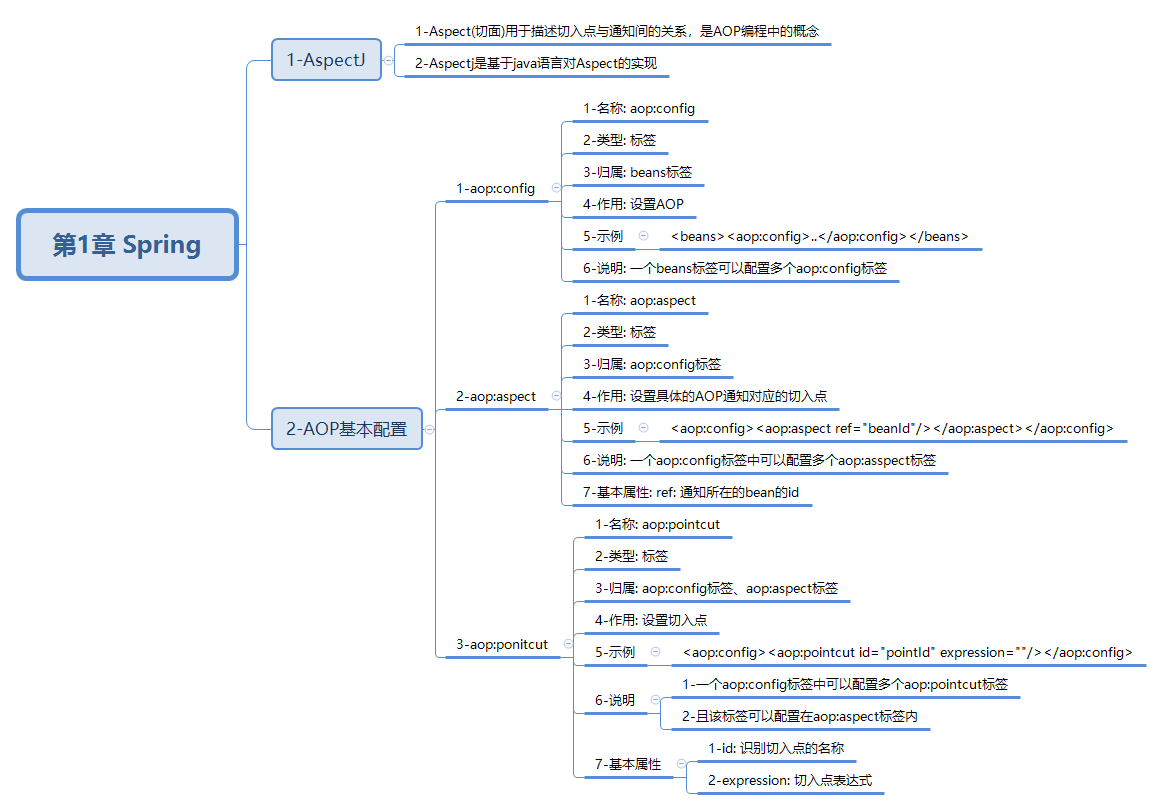 第1章 Spring
1-AspectJ
1-Aspect(切面)用于描述切入点与通知间的关系，是AOP编程中的概念
2-Aspectj是基于java语言对Aspect的实现
2-AOP基本配置
1-aop:config
1-名称: aop:config
2-类型: 标签
3-归属: beans标签
4-作用: 设置AOP
5-示例
<beans><aop:config>..</aop:config></beans>
6-说明: 一个beans标签可以配置多个aop:config标签
2-aop:aspect
1-名称: aop:aspect
2-类型: 标签
3-归属: aop:config标签
4-作用: 设置具体的AOP通知对应的切入点
5-示例
<aop:config><aop:aspect ref="beanId"/></aop:aspect></aop:config>
6-说明: 一个aop:config标签中可以配置多个aop:asspect标签
7-基本属性: ref: 通知所在的bean的id
3-aop:ponitcut
1-名称: aop:pointcut
2-类型: 标签
3-归属: aop:config标签、aop:aspect标签
4-作用: 设置切入点
5-示例
<aop:config><aop:pointcut id="pointId" expression=""/></aop:config>
6-说明
1-一个aop:config标签中可以配置多个aop:pointcut标签
2-且该标签可以配置在aop:aspect标签内
7-基本属性
1-id: 识别切入点的名称
2-expression: 切入点表达式